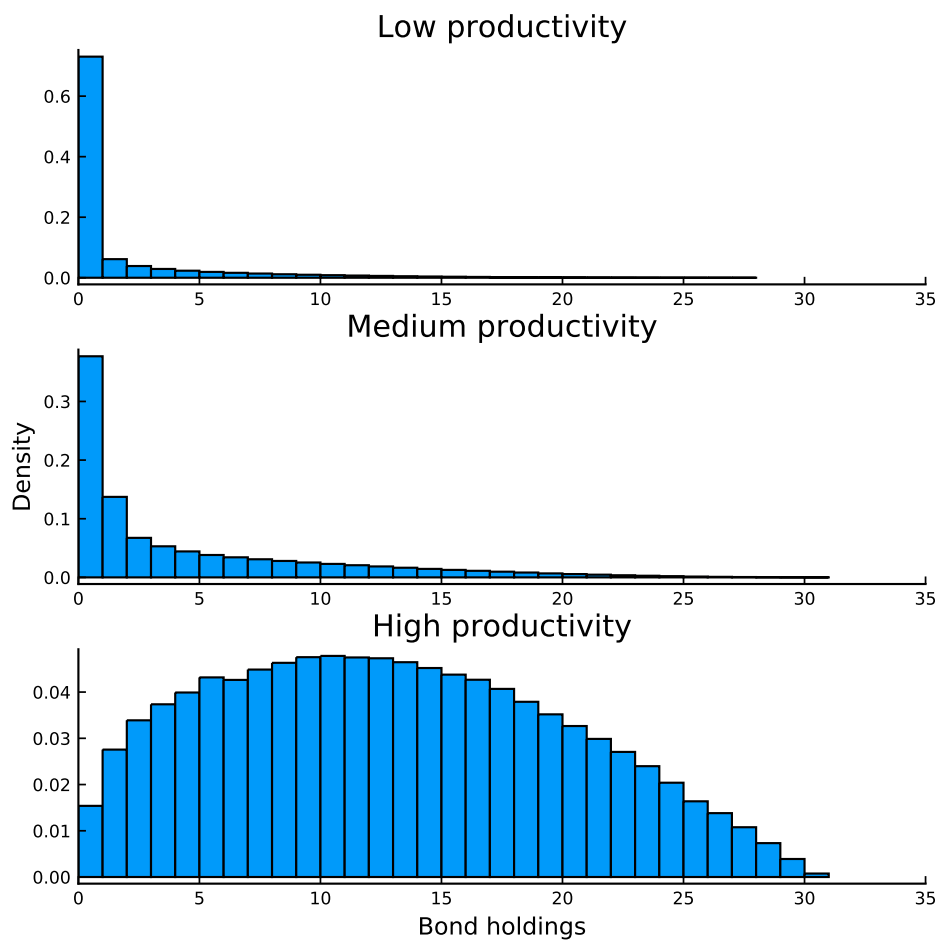 Low productivity
0.6
0.4
0.2
0.0
0 5 10 15 20 25 30 35
Medium productivity
0.3
0.2
0.1
0.0
Density
0 5 10 15 20 25 30 35
High productivity
0.04
0.03
0.02
0.01
0.00
0 5 10 15 20 25 30 35
Bond holdings